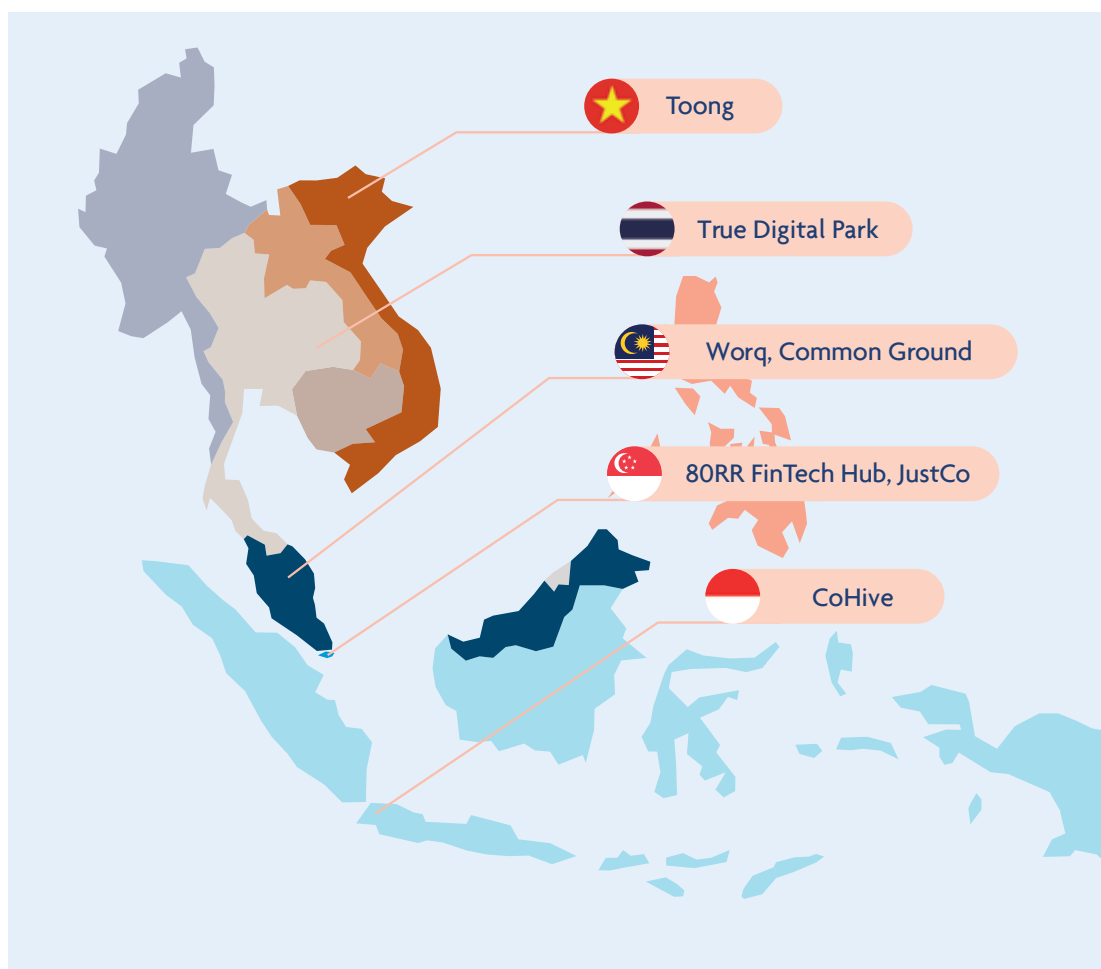 Toong
True Digital Park
Worq, Common Ground
80RR FinTech Hub, JustCo
CoHive